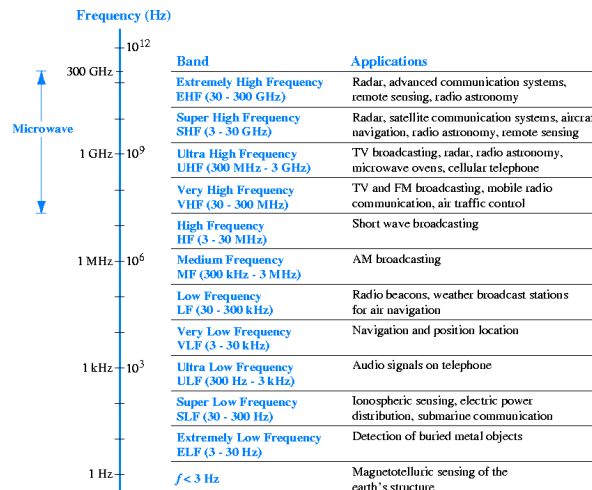 Frequency (Hz)
10^12
Band Applications
300 GHz
Extremely High Frequency Radar, advanced communication systems,
EHF (30 - 300 GHz) remote sensing, radio astronomy
Super High Frequency Radar, satellite communication systems, aircra
SHF (3 - 30 GHz) navigation, radio astronomy, remote sensing
Microwave
1 GHz 10^9
Ultra High Frequency TV broadcasting, radar, radio astronomy,
UHF (300 MHz - 3 GHz) microwave ovens, cellular telephone
Very High Frequency TV and FM broadcasting, mobile radio
VHF (30 - 300 MHz) communication, air traffic control
High Frequency Short wave broadcasting
HF (3 - 30 MHz)
1 MHz 10^6
Medium Frequency AM broadcasting
MF (300 kHz - 3 MHz)
Low Frequency Radio beacons, weather broadcast stations
LF (30 - 300 kHz) for air navigation
Very Low Frequency Navigation and position location
VLF (3 - 30 kHz)
1 kHz 10^3
Ultra Low Frequency Audio signals on telephone
ULF (300 Hz - 3 kHz)
Super Low Frequency Ionospheric sensing, electric power
SLF (30 - 300 Hz) distribution, submarine communication
Extremely Low Frequency Detection of buried metal objects
ELF (3 - 30 Hz)
1 Hz
f < 3 Hz Magnetotelluric sensing of the
earth's structure